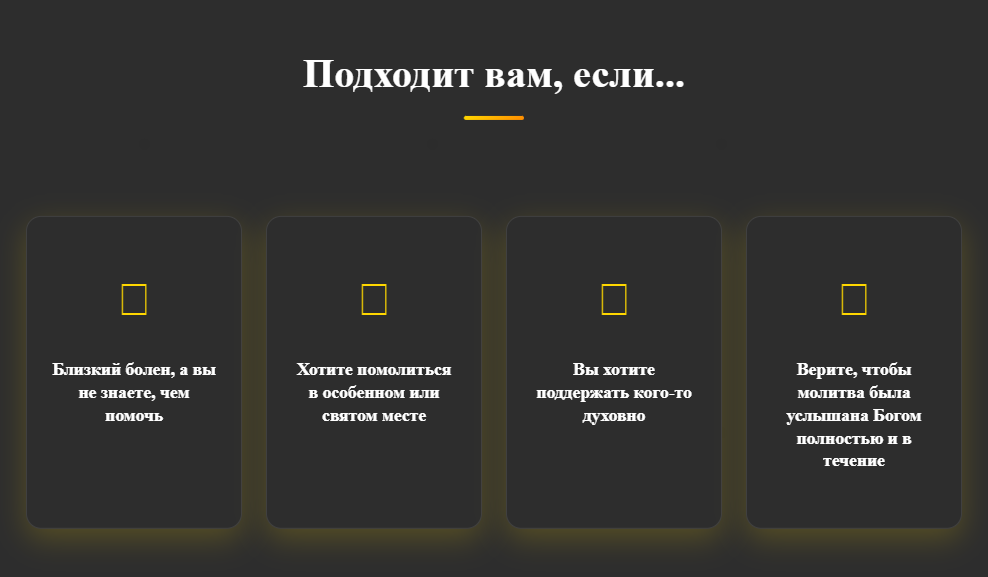 Подходит вам, если...
Близкий болен, а вы
не знаете, чем
помочь
Хотите помолиться
в особенном или
святом месте
Вы хотите
поддержать кого-то
духовно
Верите, чтобы
молитва была
услышана Богом
полностью и в
течение